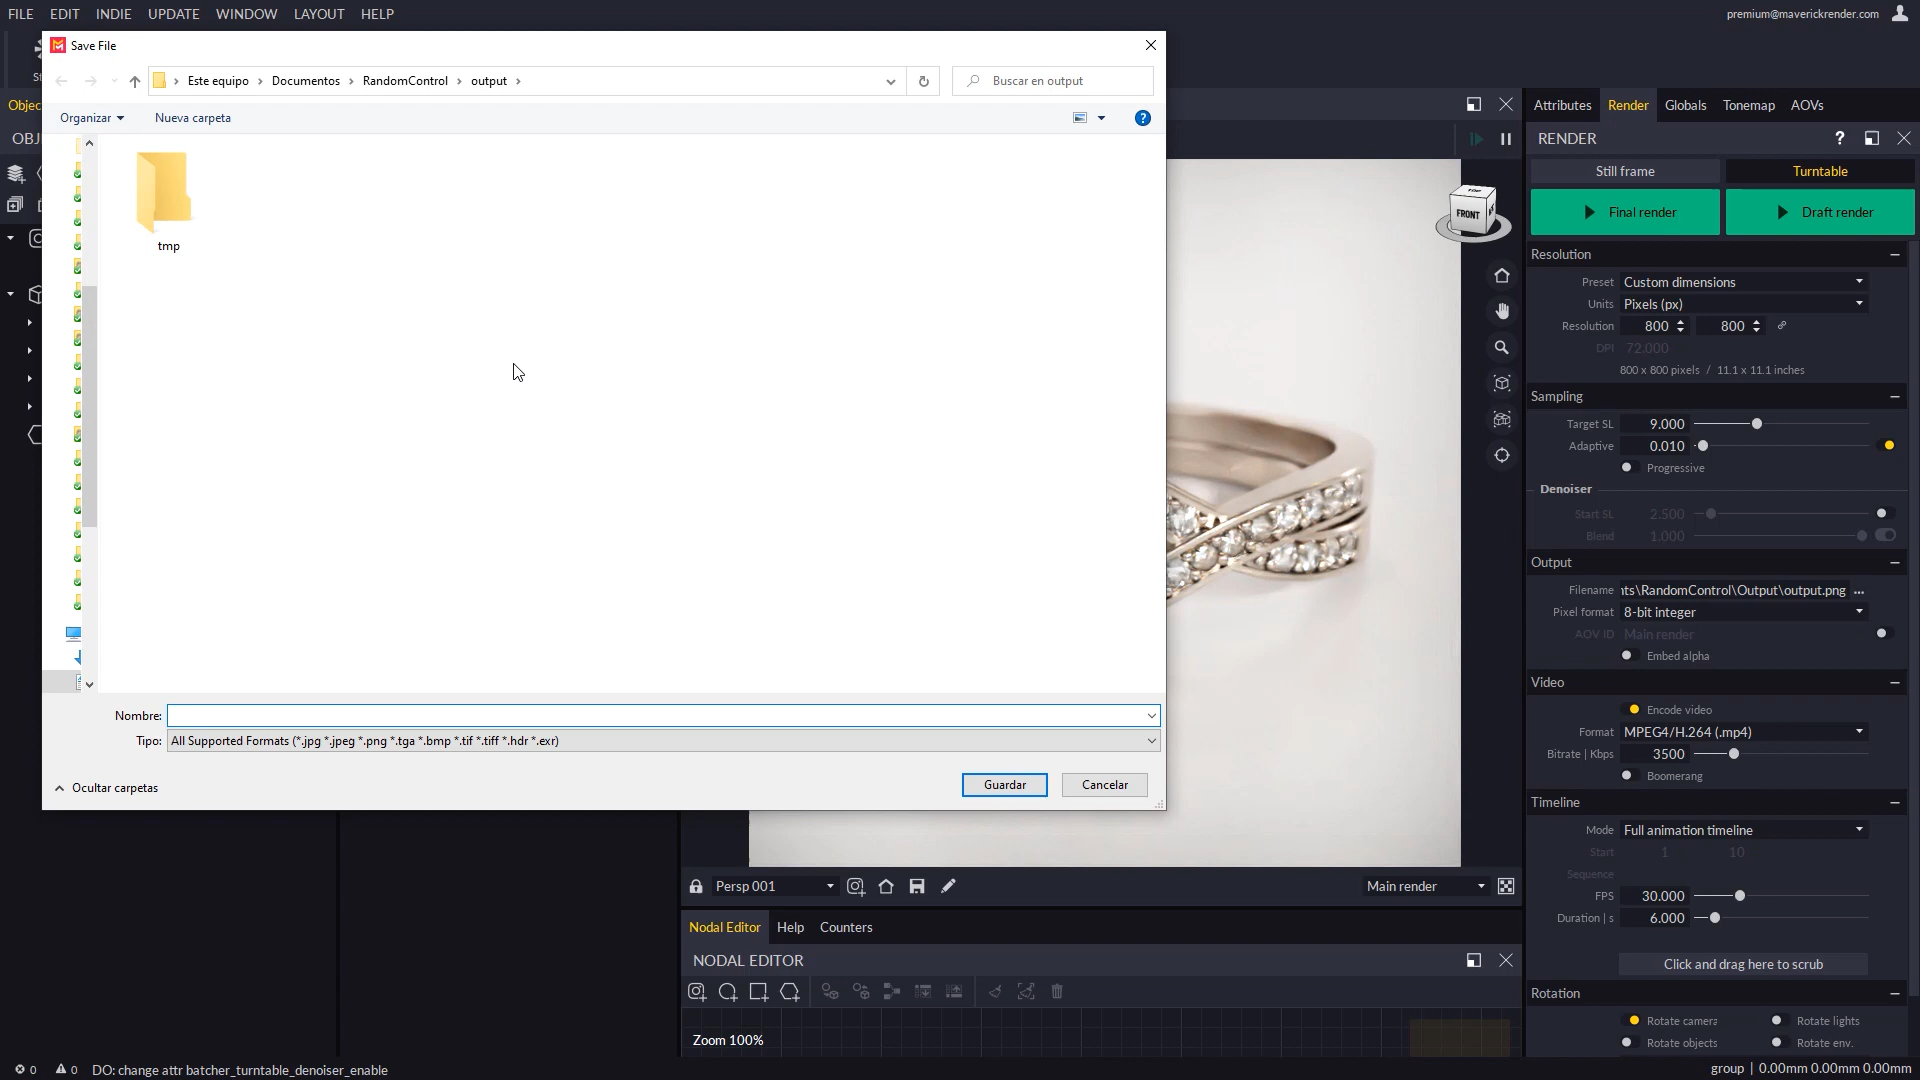 FILE EDIT INDIE UPDATE WINDOW LAYOUT HELP
premium@maverickrender.com
Save File
Este equipo > Documentos > RandomControl > output >
Buscar en output
Organizar
Nueva carpeta
tmp
Nombre:
Tipo: All Supported Formats (*.jpg *.jpeg *.png *.tga *.bmp *.tif *.tiff *.hdr *.exr)
Ocultar carpetas
Guardar
Cancelar
Objec
OBJ
TOP
FRONT
Attributes Render Globals Tonemap AOVs
RENDER
Still frame
Turntable
Final render
Draft render
Resolution
Preset Custom dimensions
Units Pixels (px)
Resolution 800 800
DPI 72.000
800 x 800 pixels / 11.1 x 11.1 inches
Sampling
Target SL 9.000
Adaptive 0.010
Progressive
Denoiser
Start SL 2.500
Blend 1.000
Output
Filename nts\RandomControl\Output\output.png ...
Pixel format 8-bit integer
AOV ID Main render
Embed alpha
Video
Encode video
Format MPEG4/H.264 (.mp4)
Bitrate | Kbps 3500
Boomerang
Timeline
Mode Full animation timeline
Start 1 10
Sequence
FPS 30.000
Duration | s 6.000
Click and drag here to scrub
Rotation
Rotate camera
Rotate lights
Rotate objects
Rotate env.
Persp 001
Main render
Nodal Editor Help Counters
NODAL EDITOR
Zoom 100%
0 0 DO: change attr batcher_turntable_denoiser_enable
group | 0.00mm 0.00mm 0.00mm